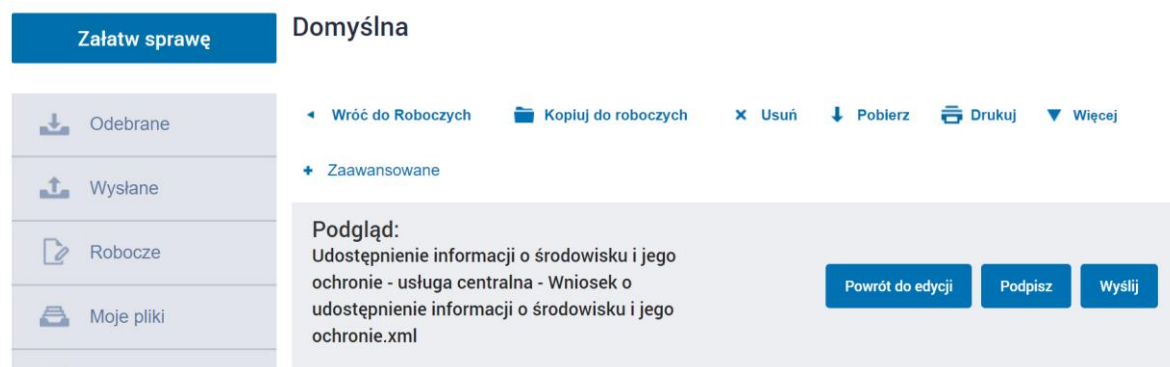 Załatw sprawę
Odebrane
Wysłane
Robocze
Moje pliki
Domyślna
Wróć do Roboczych Kopiuj do roboczych Usuń Pobierz Drukuj Więcej
Zaawansowane
Podgląd:
Udostępnienie informacji o środowisku i jego
ochronie - usługa centralna - Wniosek o
udostępnienie informacji o środowisku i jego
ochronie.xml
Powrót do edycji Podpisz Wyślij